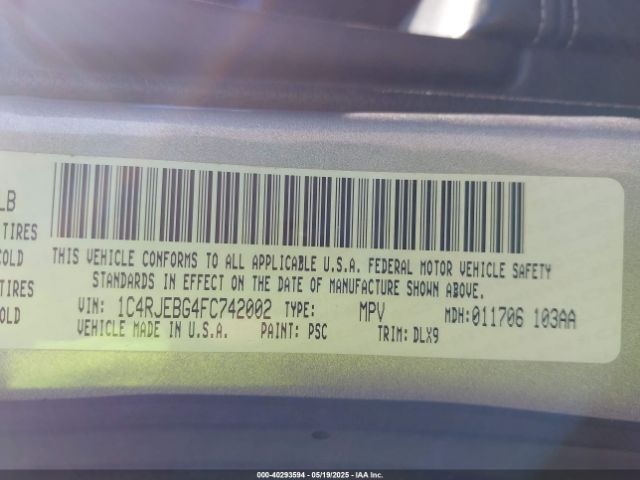 LB
TIRES
COLD
TIRES
OLD
THIS VEHICLE CONFORMS TO ALL APPLICABLE U.S.A. FEDERAL MOTOR VEHICLE SAFETY
STANDARDS IN EFFECT ON THE DATE OF MANUFACTURE SHOWN ABOVE.
VIN: 1C4RJEBG4FC742002 TYPE: MPV MDH:011706 103AA
VEHICLE MADE IN U.S.A. PAINT: PSC TRIM: DLX9
000-40293594 - 05/19/2025 - IAA Inc.